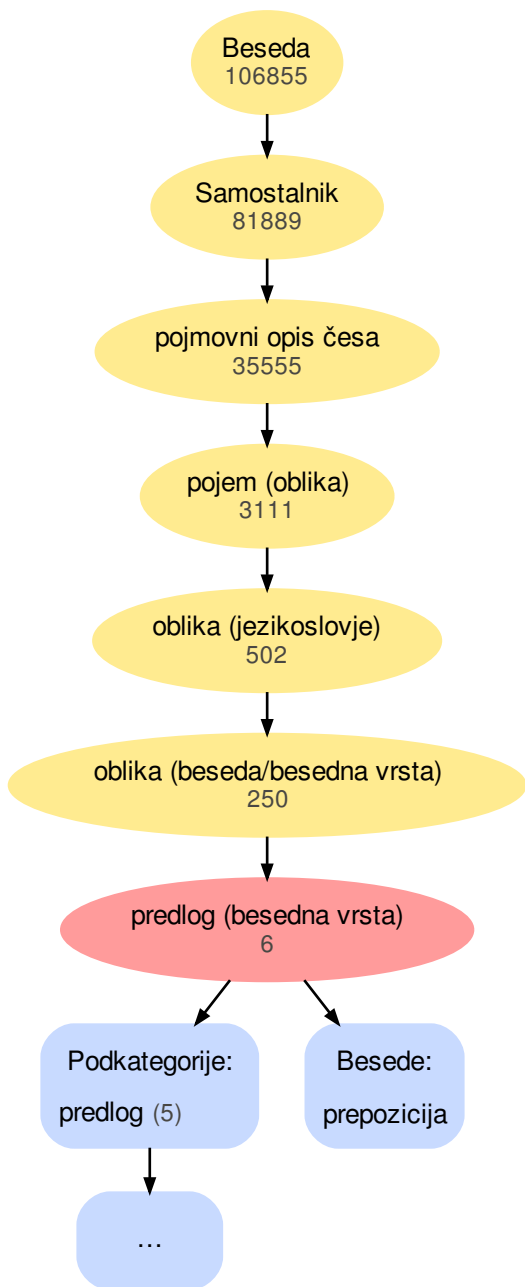 Beseda
106855
Samostalnik
81889
pojmovni opis česa
35555
pojem (oblika)
3111
oblika (jezikoslovje)
502
oblika (beseda/besedna vrsta)
250
predlog (besedna vrsta)
6
Podkategorije:
predlog (5)
Besede:
prepozicija
...